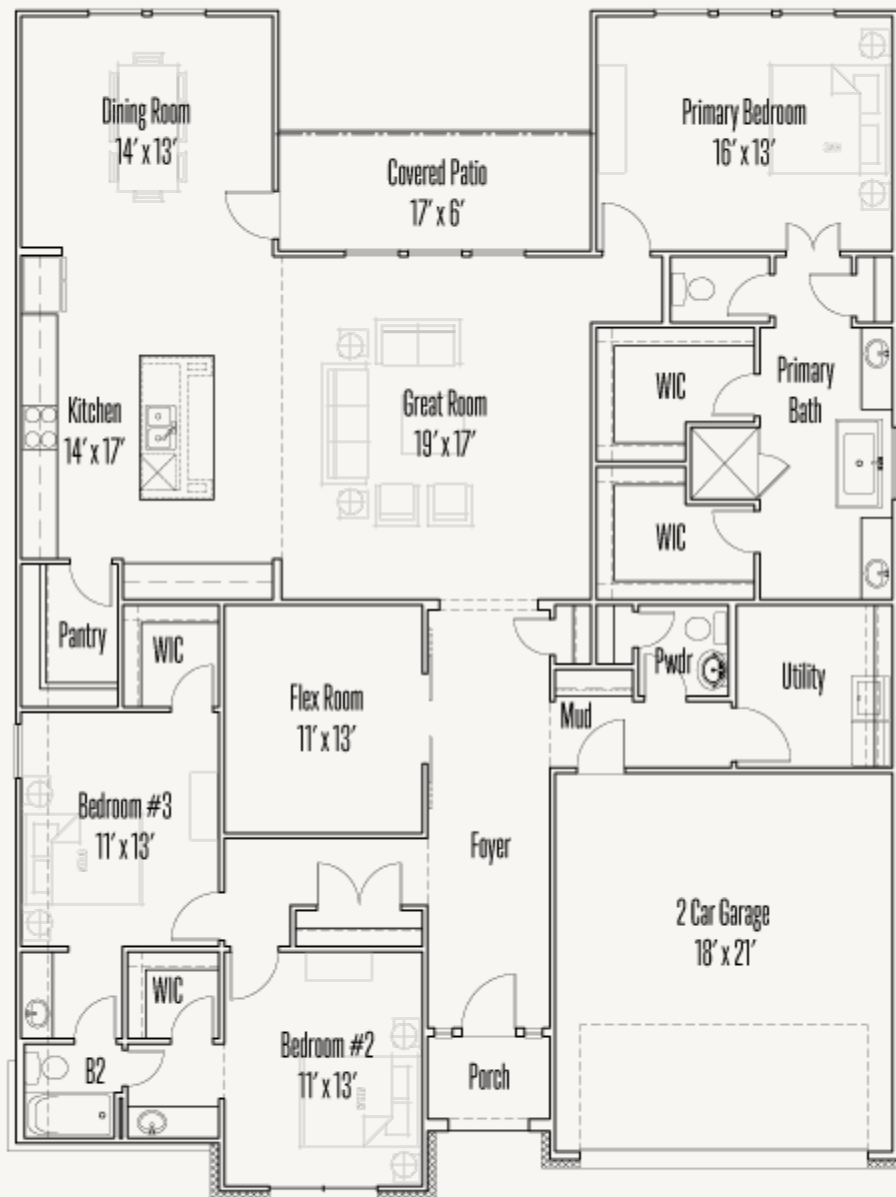 Dining Room
14' x 13'
Primary Bedroom
16' x 13'
Covered Patio
17' x 6'
Kitchen
14' x 17'
Great Room
19' x 17'
WIC
Primary
Bath
WIC
Pantry
WIC
Flex Room
11' x 13'
Pwdr
Utility
Mud
Bedroom #3
11' x 13'
Foyer
2 Car Garage
18' x 21'
WIC
Bedroom #2
11' x 13'
B2
Porch